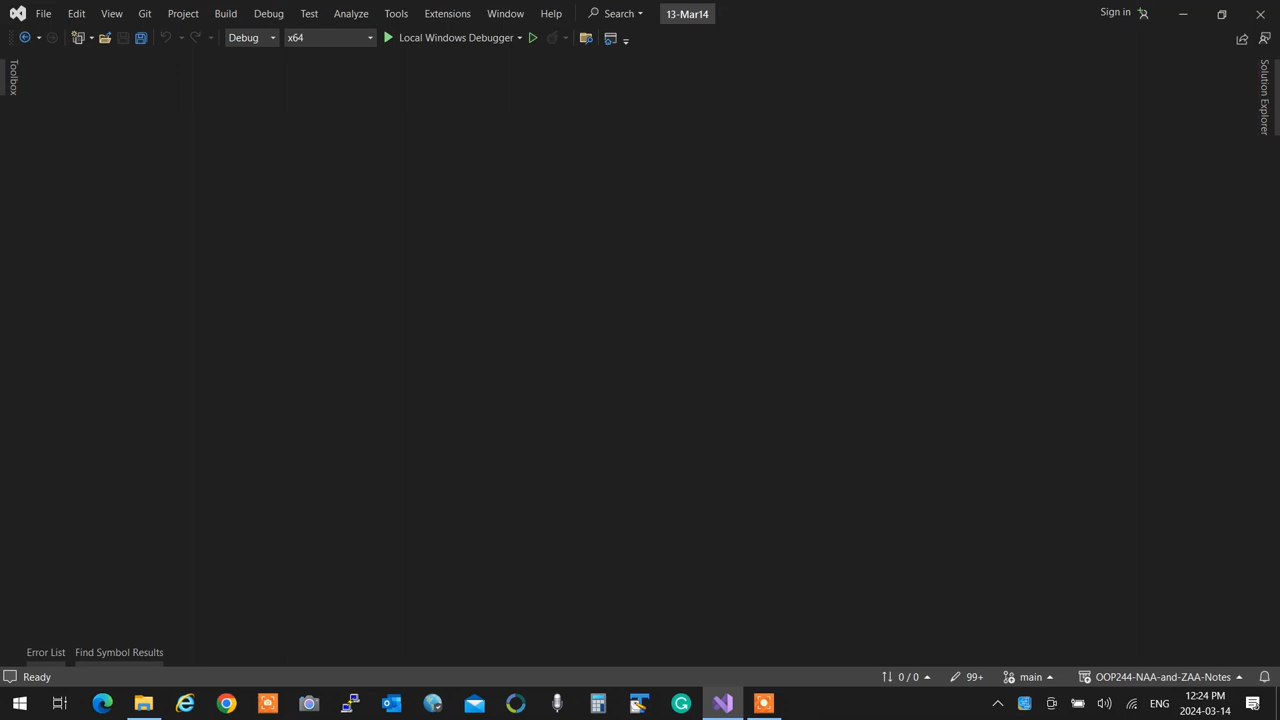 File Edit View Git Project Build Debug Test Analyze Tools Extensions Window Help Search 13-Mar14 Sign in
Debug x64 Local Windows Debugger
Toolbox
Solution Explorer
Error List Find Symbol Results
Ready 0 / 0 99+ main OOP244-NAA-and-ZAA-Notes
12:24 PM
ENG
2024-03-14